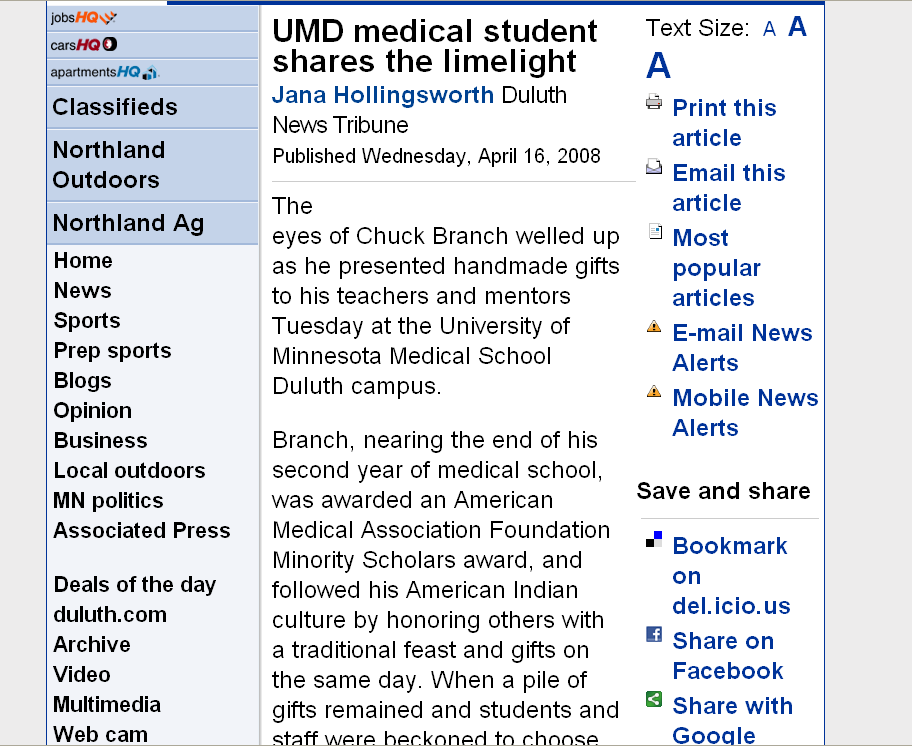 jobsHQ
carsHQ
apartmentsHQ
Classifieds
Northland
Outdoors
Northland Ag
Home
News
Sports
Prep sports
Blogs
Opinion
Business
Local outdoors
MN politics
Associated Press
Deals of the day
duluth.com
Archive
Video
Multimedia
Web cam
UMD medical student
shares the limelight
Jana Hollingsworth Duluth
News Tribune
Published Wednesday, April 16, 2008
The
eyes of Chuck Branch welled up
as he presented handmade gifts
to his teachers and mentors
Tuesday at the University of
Minnesota Medical School
Duluth campus.
Branch, nearing the end of his
second year of medical school,
was awarded an American
Medical Association Foundation
Minority Scholars award, and
followed his American Indian
culture by honoring others with
a traditional feast and gifts on
the same day. When a pile of
gifts remained and students and
staff were beckoned to choose
Text Size: A A
A
Print this
article
Email this
article
Most
popular
articles
E-mail News
Alerts
Mobile News
Alerts
Save and share
Bookmark
on
del.icio.us
Share on
Facebook
Share with
Google